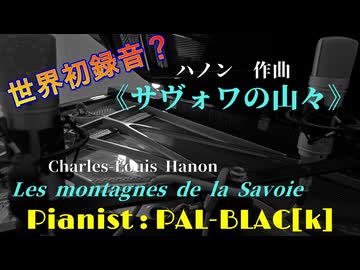 世界初録音？
ハノン 作曲
《サヴォワの山々》
Charles-Louis Hanon
Les montagnes de la Savoie
Pianist:PAL-BLAC[k]